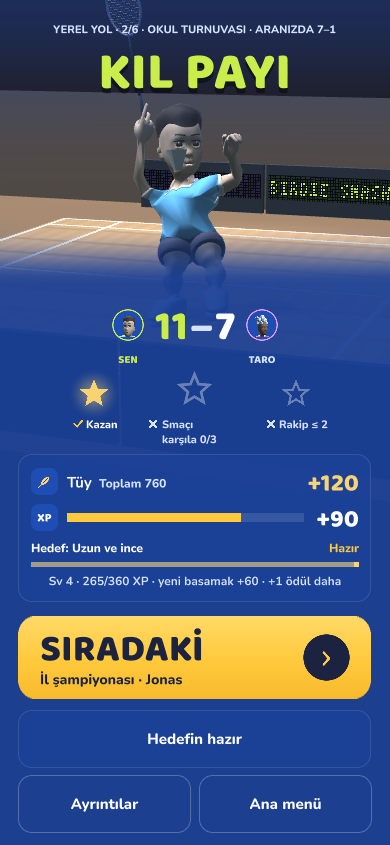 YEREL YOL · 2/6 · OKUL TURNUVASI · ARANIZDA 7–1
KIL PAYI
BIRDIE SMASH
11–7
SEN
TARO
Kazan
Smaçı karşıla 0/3
Rakip ≤ 2
Tüy Toplam 760 +120
XP +90
Hedef: Uzun ve ince Hazır
Sv 4 · 265/360 XP · yeni basamak +60 · +1 ödül daha
SIRADAKİ
İl şampiyonası · Jonas
Hedefin hazır
Ayrıntılar
Ana menü